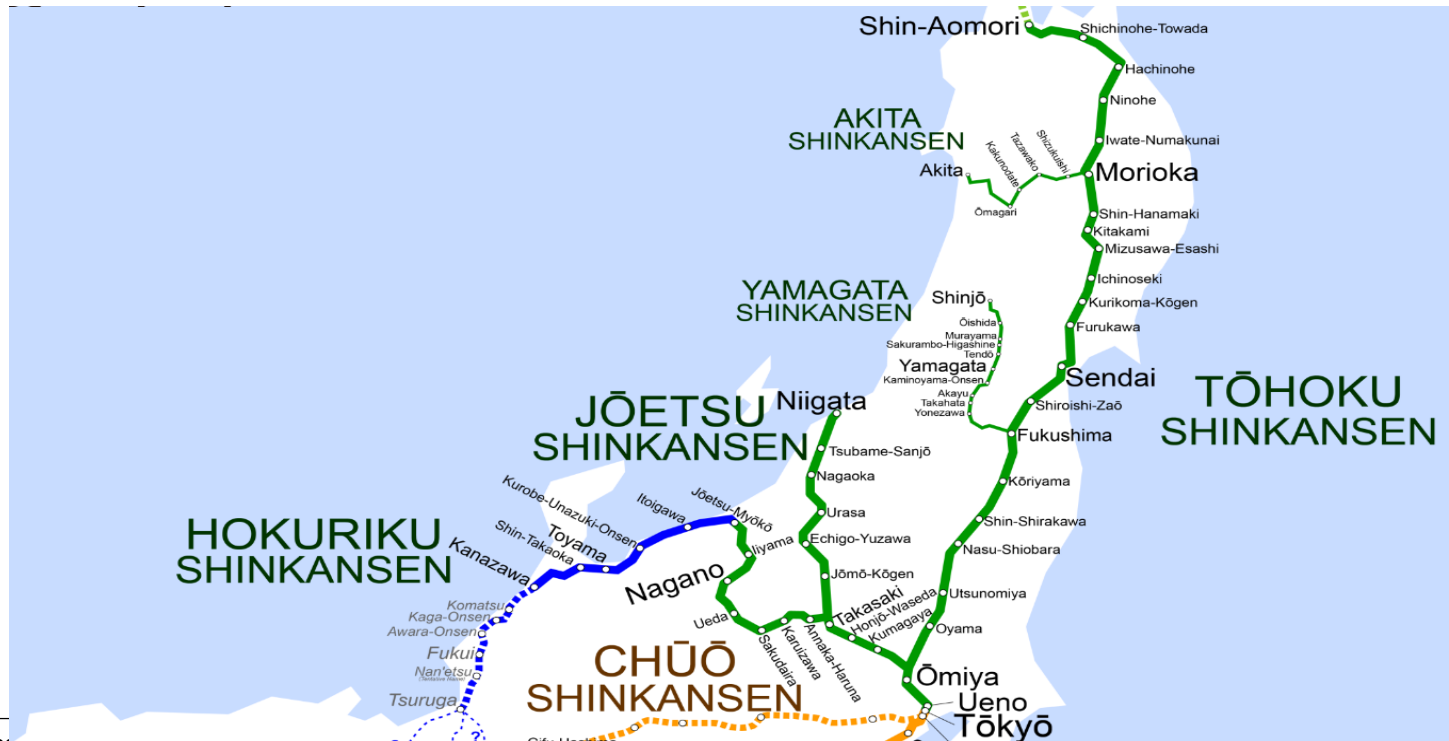 Shin-Aomori
Shichinohe-Towada
Hachinohe
Ninohe
AKITA
SHINKANSEN
Iwate-Numakunai
Shizukuishi
Tazawako
Kakunodate
Akita
Morioka
Ōmagari
Shin-Hanamaki
Kitakami
Mizusawa-Esashi
Ichinoseki
YAMAGATA
SHINKANSEN
Shinjō
Kurikoma-Kōgen
Ōishida
Furukawa
Murayama
Sakurambo-Higashine
Tendō
Yamagata
Sendai
Kaminoyama-Onsen
Akayu
Takahata
Yonezawa
TŌHOKU
SHINKANSEN
Shiroishi-Zaō
Fukushima
JŌETSU
SHINKANSEN
Niigata
Tsubame-Sanjō
Nagaoka
Kōriyama
Urasa
Shin-Shirakawa
Echigo-Yuzawa
Nasu-Shiobara
HOKURIKU
SHINKANSEN
Kurobe-Unazuki-Onsen
Itoigawa
Jōetsu-Myōkō
Shin-Takaoka
Toyama
Kanazawa
Iiyama
Nagano
Jōmō-Kōgen
Takasaki
Honjō-Waseda
Kumagaya
Utsunomiya
Oyama
Ueda
Sakudaira
Karuizawa
Annaka-Haruna
Komatsu
Kaga-Onsen
Awara-Onsen
Fukui
Nan'etsu
(Tentative Name)
Tsuruga
CHŪŌ
SHINKANSEN
Ōmiya
Ueno
Tōkyō
?